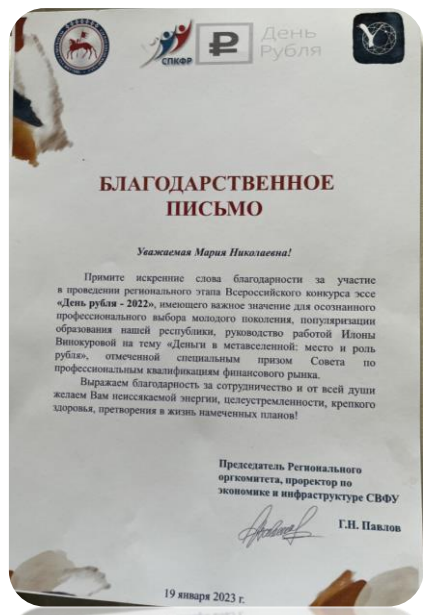 СПКФР
₽ День
Рубля
БЛАГОДАРСТВЕННОЕ
ПИСЬМО
Уважаемая Мария Николаевна!
Примите искренние слова благодарности за участие
в проведении регионального этапа Всероссийского конкурса эссе
«День рубля - 2022», имеющего важное значение для осознанного
профессионального выбора молодого поколения, популяризации
образования нашей республики, руководство работой Илоны
Винокуровой на тему «Деньги в метавселенной: место и роль
рубля», отмеченной специальным призом Совета по
профессиональным квалификациям финансового рынка.
Выражаем благодарность за сотрудничество и от всей души
желаем Вам неиссякаемой энергии, целеустремленности, крепкого
здоровья, претворения в жизнь намеченных планов!
Председатель Регионального
оргкомитета, проректор по
экономике и инфраструктуре СВФУ
Г.Н. Павлов
19 января 2023 г.